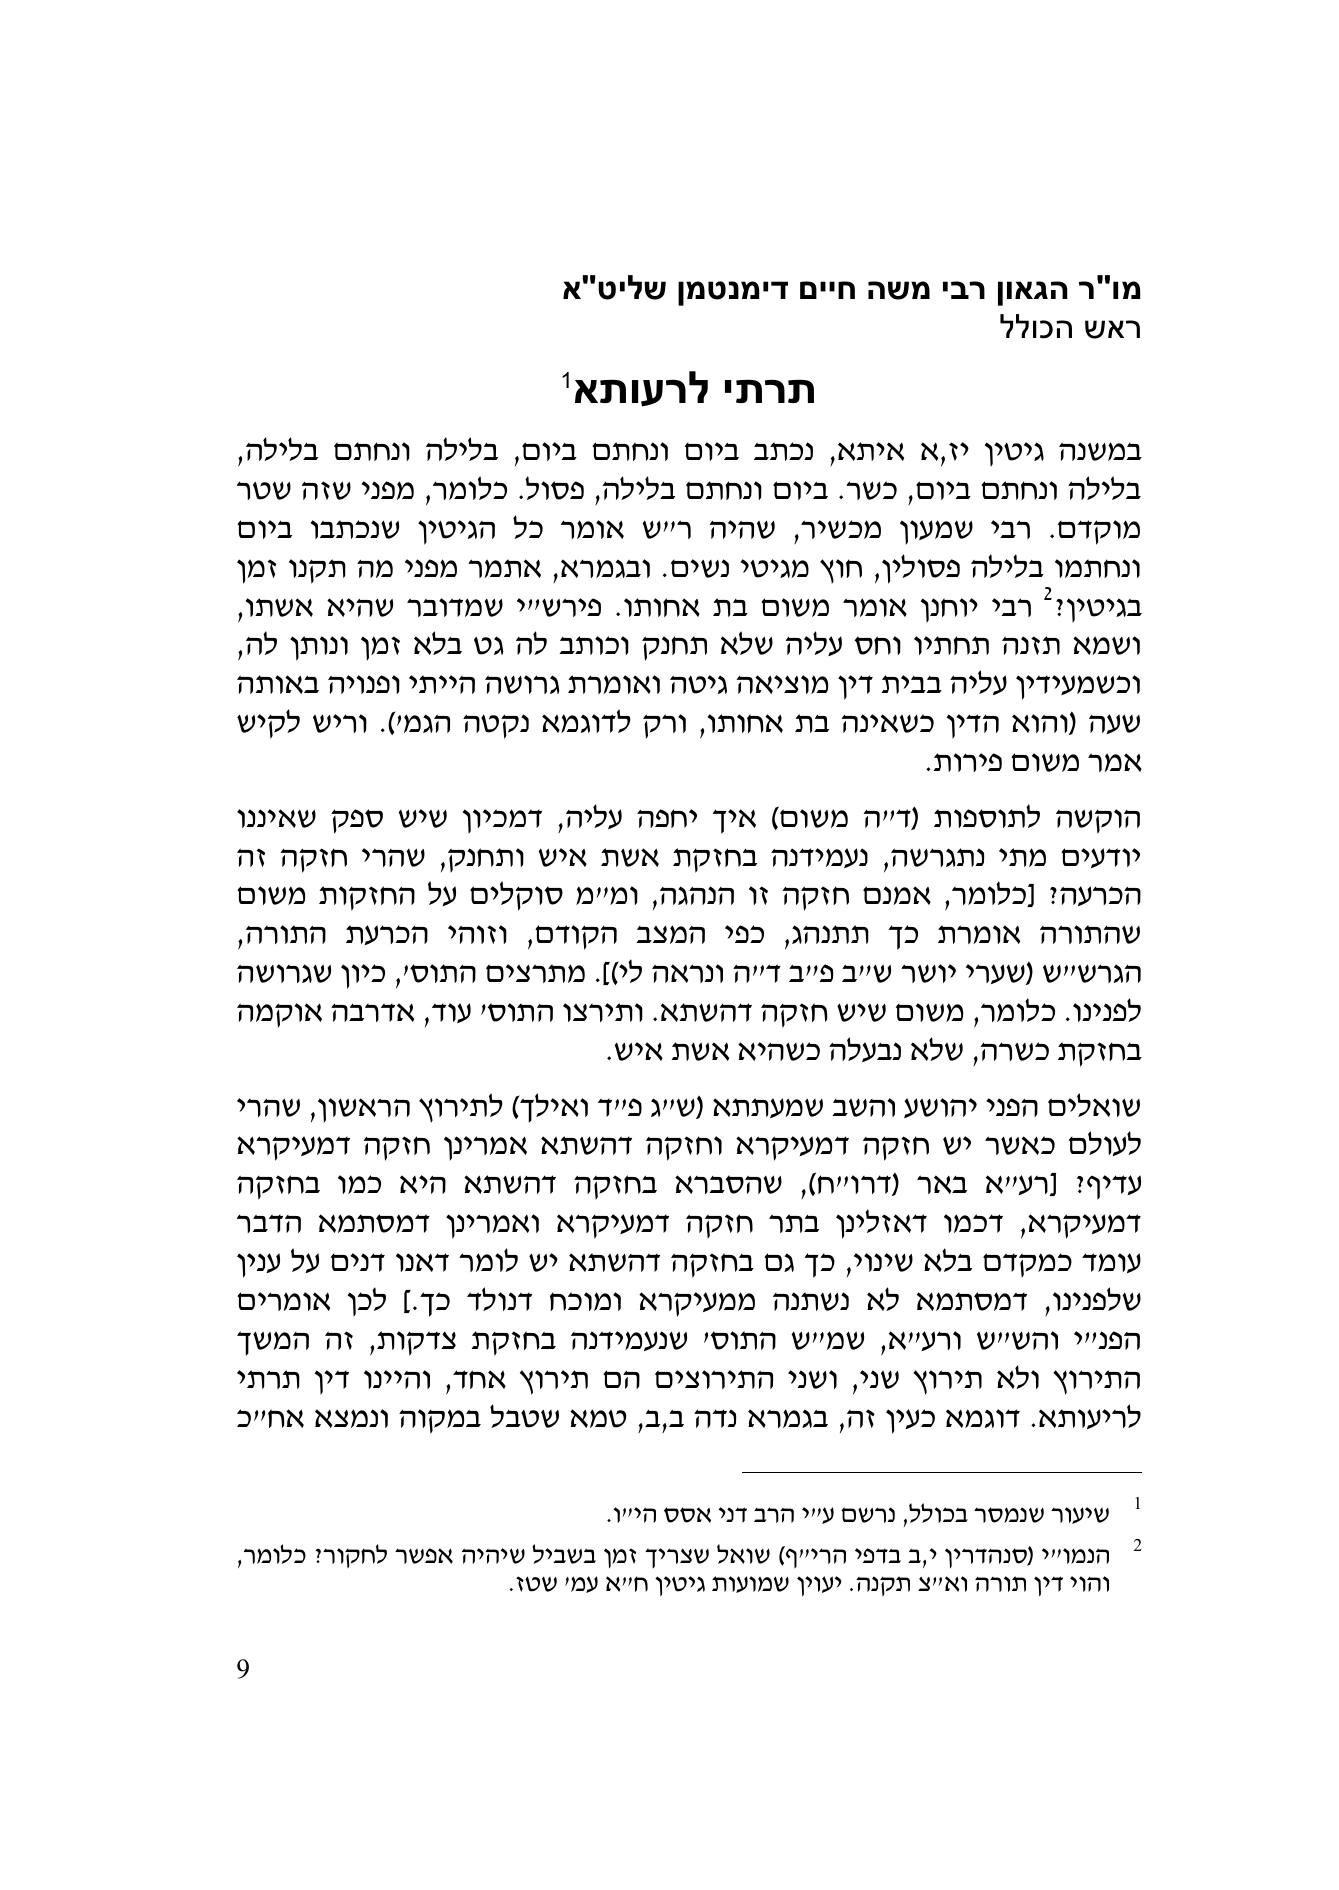 מו"ר הגאון רבי משה חיים דימנטמן שליט"א
ראש הכולל
תרתי לרעותא1
במשנה גיטין יז,א איתא, נכתב ביום ונחתם ביום, בלילה ונחתם בלילה,
בלילה ונחתם ביום, כשר. ביום ונחתם בלילה, פסול. כלומר, מפני שזה שטר
מוקדם. רבי שמעון מכשיר, שהיה ר״ש אומר כל הגיטין שנכתבו ביום
ונחתמו בלילה פסולין, חוץ מגיטי נשים. ובגמרא, אתמר מפני מה תקנו זמן
בגיטין?2 רבי יוחנן אומר משום בת אחותו. פירש״י שמדובר שהיא אשתו,
ושמא תזנה תחתיו וחס עליה שלא תחנק וכותב לה גט בלא זמן ונותן לה,
וכשמעידין עליה בבית דין מוציאה גיטה ואומרת גרושה הייתי ופנויה באותה
שעה (והוא הדין כשאינה בת אחותו, ורק לדוגמא נקטה הגמ׳). וריש לקיש
אמר משום פירות.
הוקשה לתוספות (ד״ה משום) איך יחפה עליה, דמכיון שיש ספק שאיננו
יודעים מתי נתגרשה, נעמידנה בחזקת אשת איש ותחנק, שהרי חזקה זה
הכרעה? [כלומר, אמנם חזקה זו הנהגה, ומ״מ סוקלים על החזקות משום
שהתורה אומרת כך תתנהג, כפי המצב הקודם, וזוהי הכרעת התורה,
הגרש״ש (שערי יושר ש״ב פ״ב ד״ה ונראה לי)]. מתרצים התוס׳, כיון שגרושה
לפנינו. כלומר, משום שיש חזקה דהשתא. ותירצו התוס׳ עוד, אדרבה אוקמה
בחזקת כשרה, שלא נבעלה כשהיא אשת איש.
שואלים הפני יהושע והשב שמעתתא (ש״ג פ״ד ואילך) לתירוץ הראשון, שהרי
לעולם כאשר יש חזקה דמעיקרא וחזקה דהשתא אמרינן חזקה דמעיקרא
עדיף? [רע״א באר (דרו״ח), שהסברא בחזקה דהשתא היא כמו בחזקה
דמעיקרא, דכמו דאזלינן בתר חזקה דמעיקרא ואמרינן דמסתמא הדבר
עומד כמקדם בלא שינוי, כך גם בחזקה דהשתא יש לומר דאנו דנים על ענין
שלפנינו, דמסתמא לא נשתנה ממעיקרא ומוכח דנולד כך.] לכן אומרים
הפנ״י והש״ש ורע״א, שמ״ש התוס׳ שנעמידנה בחזקת צדקות, זה המשך
התירוץ ולא תירוץ שני, ושני התירוצים הם תירוץ אחד, והיינו דין תרתי
לריעותא. דוגמא כעין זה, בגמרא נדה ב,ב, טמא שטבל במקוה ונמצא אח״כ
1 שיעור שנמסר בכולל, נרשם ע״י הרב דני אסס הי״ו.
2 הנמו״י (סנהדרין י,ב בדפי הרי״ף) שואל שצריך זמן בשביל שיהיה אפשר לחקור? כלומר,
והוי דין תורה וא״צ תקנה. יעוין שמועות גיטין ח״א עמ׳ שטז.
9